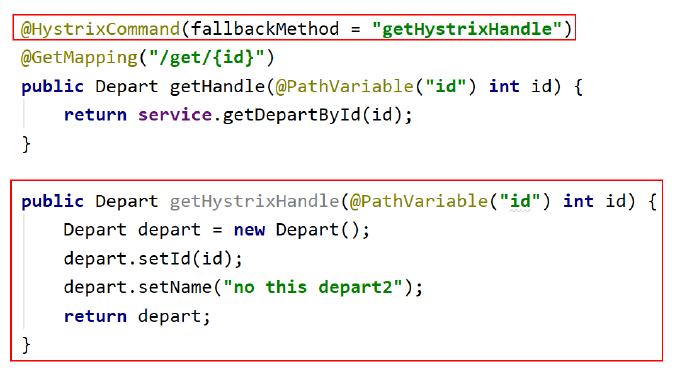 @HystrixCommand(fallbackMethod = "getHystrixHandle")
@GetMapping("/get/{id}")
public Depart getHandle(@PathVariable("id") int id) {
    return service.getDepartById(id);
}
public Depart getHystrixHandle(@PathVariable("id") int id) {
    Depart depart = new Depart();
    depart.setId(id);
    depart.setName("no this depart2");
    return depart;
}